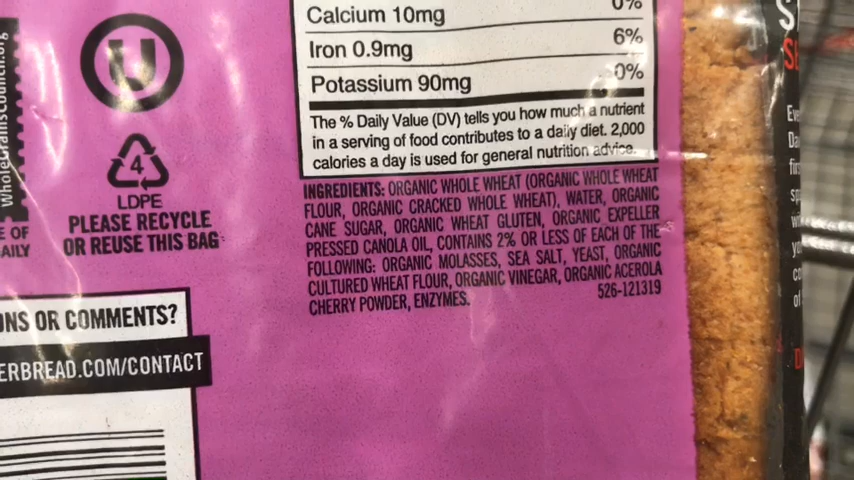 Calcium 10mg 0%
Iron 0.9mg 6%
Potassium 90mg 0%
The % Daily Value (DV) tells you how much a nutrient
in a serving of food contributes to a daily diet. 2,000
calories a day is used for general nutrition advice.
INGREDIENTS: ORGANIC WHOLE WHEAT (ORGANIC WHOLE WHEAT
FLOUR, ORGANIC CRACKED WHOLE WHEAT), WATER, ORGANIC
CANE SUGAR, ORGANIC WHEAT GLUTEN, ORGANIC EXPELLER
PRESSED CANOLA OIL, CONTAINS 2% OR LESS OF EACH OF THE
FOLLOWING: ORGANIC MOLASSES, SEA SALT, YEAST, ORGANIC
CULTURED WHEAT FLOUR, ORGANIC VINEGAR, ORGANIC ACEROLA
CHERRY POWDER, ENZYMES. 526-121319
U
4
LDPE
PLEASE RECYCLE
OR REUSE THIS BAG
WholeGrainsCouncil.org
E OF
AILY
ONS OR COMMENTS?
ERBREAD.COM/CONTACT